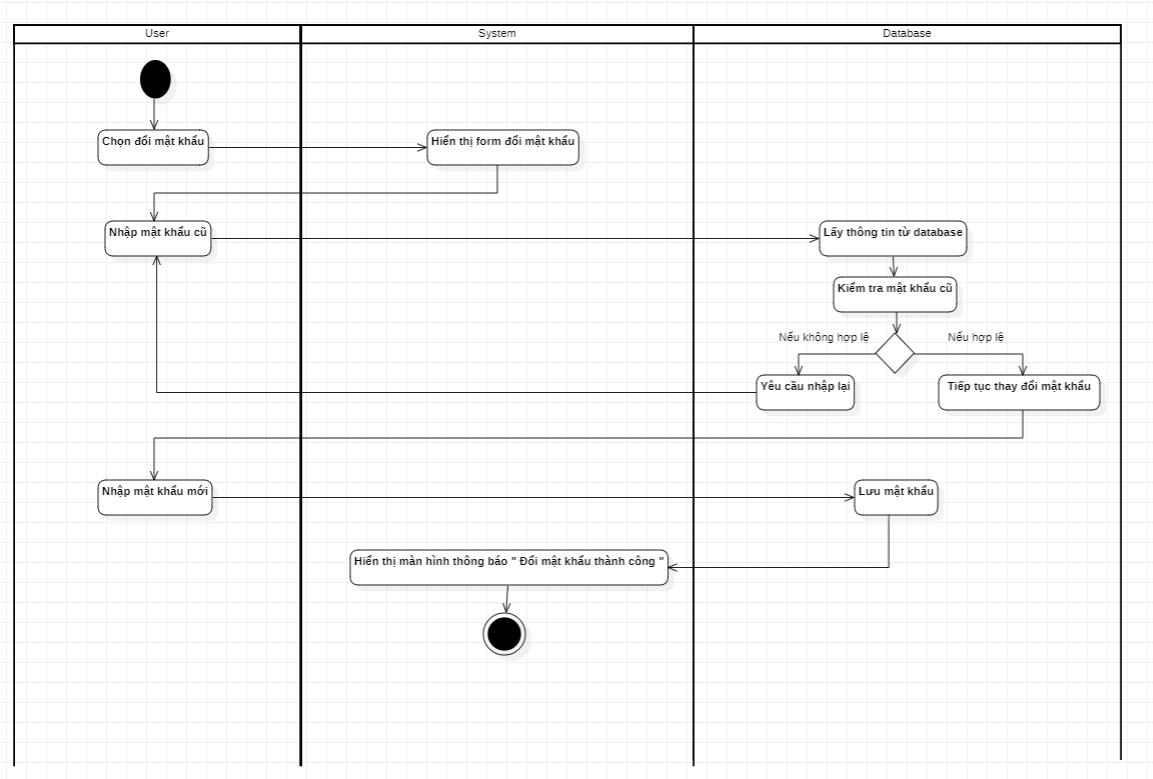 User
System
Database
Chọn đổi mật khẩu
Hiển thị form đổi mật khẩu
Nhập mật khẩu cũ
Lấy thông tin từ database
Kiểm tra mật khẩu cũ
Nếu không hợp lệ
Nếu hợp lệ
Yêu cầu nhập lại
Tiếp tục thay đổi mật khẩu
Nhập mật khẩu mới
Lưu mật khẩu
Hiển thị màn hình thông báo " Đổi mật khẩu thành công "